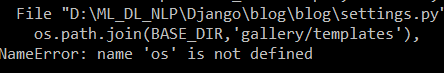 File "D:\ML_DL_NLP\Django\blog\blog\settings.py"
os.path.join(BASE_DIR,'gallery/templates'),
NameError: name 'os' is not defined